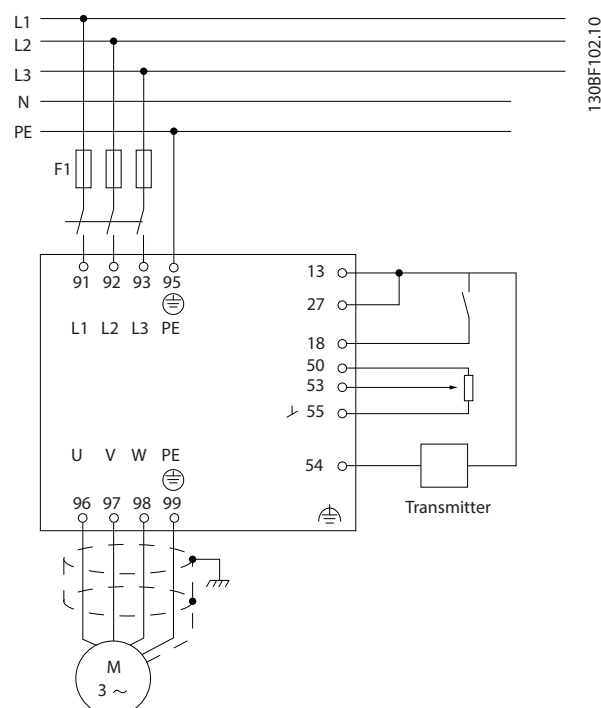 L1
L2
L3
N
PE
130BF102.10
F1
91 92 93 95
L1 L2 L3 PE
13
27
18
50
53
55
54
Transmitter
U V W PE
96 97 98 99
M
3 ~